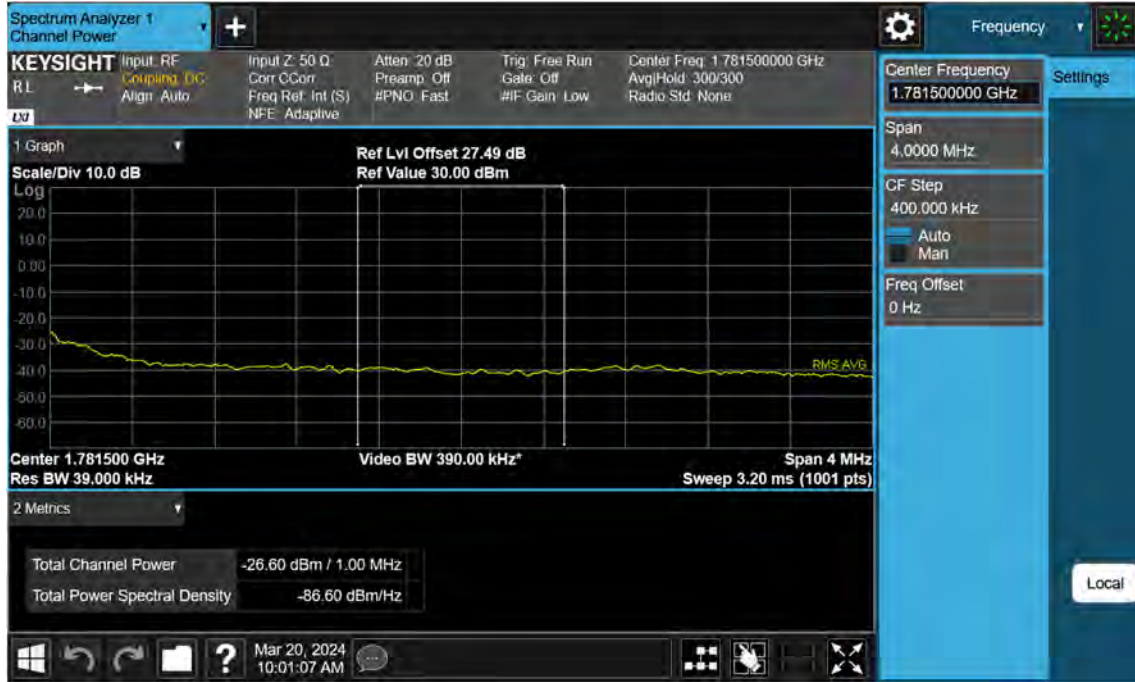 Spectrum Analyzer 1
Channel Power
Frequency
KEYSIGHT
RL
LXI
Input: RF
Coupling: DC
Align: Auto
Input Z: 50 Ω
Corr CCorr
Freq Ref: Int (S)
NFE: Adaptive
Atten: 20 dB
Preamp: Off
#PNO: Fast
Trig: Free Run
Gate: Off
#IF Gain: Low
Center Freq: 1.781500000 GHz
Avg|Hold: 300/300
Radio Std: None
Center Frequency
1.781500000 GHz
Settings
Span
4.0000 MHz
CF Step
400.000 kHz
Auto
Man
Freq Offset
0 Hz
1 Graph
Scale/Div 10.0 dB
Ref Lvl Offset 27.49 dB
Ref Value 30.00 dBm
Log
20.0
10.0
0.00
-10.0
-20.0
-30.0
-40.0
-50.0
-60.0
RMS AVG
Center 1.781500 GHz
Video BW 390.00 kHz*
Span 4 MHz
Res BW 39.000 kHz
Sweep 3.20 ms (1001 pts)
2 Metrics
Total Channel Power -26.60 dBm / 1.00 MHz
Total Power Spectral Density -86.60 dBm/Hz
Local
?
Mar 20, 2024
10:01:07 AM